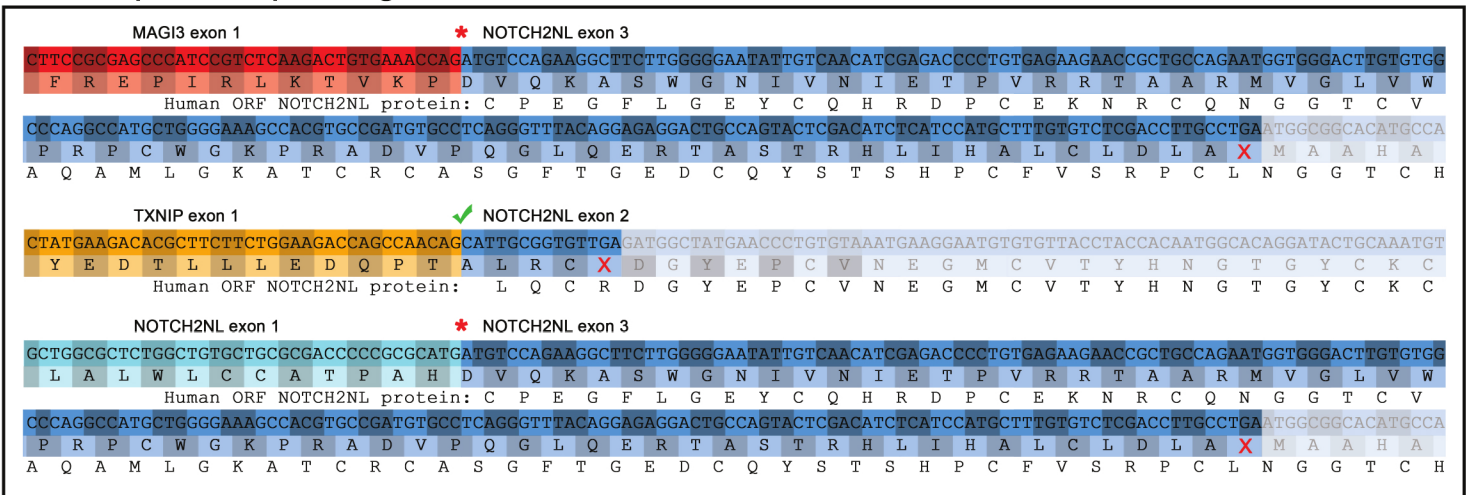 MAGI3 exon 1 * NOTCH2NL exon 3
CTTCCGCGAGCCCATCCGTCTCAAGACTGTGAAACCAGATGTCCAGAAGGCTTCTTGGGGGAATATTGTCAACATCGAGACCCCTGTGAGAAGAACCGCTGCCAGAATGGTGGGACTTGTGTGG
F R E P I R L K T V K P D V Q K A S W G N I V N I E T P V R R T A A R M V G L V W
Human ORF NOTCH2NL protein: C P E G F L G E Y C Q H R D P C E K N R C Q N G G T C V
CCCAGGCCATGCTGGGGAAAGCCACGTGCCGATGTGCCTCAGGGTTTACAGGAGAGGACTGCCAGTACTCGACATCTCATCCATGCTTTGTGTCTCGACCTTGCCTGAATGGCGGCACATGCCA
P R P C W G K P R A D V P Q G L Q E R T A S T R H L I H A L C L D L A X M A A H A
A Q A M L G K A T C R C A S G F T G E D C Q Y S T S H P C F V S R P C L N G G T C H
TXNIP exon 1 ✓ NOTCH2NL exon 2
CTATGAAGACACGCTTCTTCTGGAAGACCAGCCAACAGCATTGCGGTGTTGAGATGGCTATGAACCCTGTGTAAATGAAGGAATGTGTGTTACCTACCACAATGGCACAGGATACTGCAAATGT
Y E D T L L L E D Q P T A L R C X D G Y E P C V N E G M C V T Y H N G T G Y C K C
Human ORF NOTCH2NL protein: L Q C R D G Y E P C V N E G M C V T Y H N G T G Y C K C
NOTCH2NL exon 1 * NOTCH2NL exon 3
GCTGGCGCTCTGGCTGTGCTGCGCGACCCCCGCGCATGATGTCCAGAAGGCTTCTTGGGGGAATATTGTCAACATCGAGACCCCTGTGAGAAGAACCGCTGCCAGAATGGTGGGACTTGTGTGG
L A L W L C C A T P A H D V Q K A S W G N I V N I E T P V R R T A A R M V G L V W
Human ORF NOTCH2NL protein: C P E G F L G E Y C Q H R D P C E K N R C Q N G G T C V
CCCAGGCCATGCTGGGGAAAGCCACGTGCCGATGTGCCTCAGGGTTTACAGGAGAGGACTGCCAGTACTCGACATCTCATCCATGCTTTGTGTCTCGACCTTGCCTGAATGGCGGCACATGCCA
P R P C W G K P R A D V P Q G L Q E R T A S T R H L I H A L C L D L A X M A A H A
A Q A M L G K A T C R C A S G F T G E D C Q Y S T S H P C F V S R P C L N G G T C H